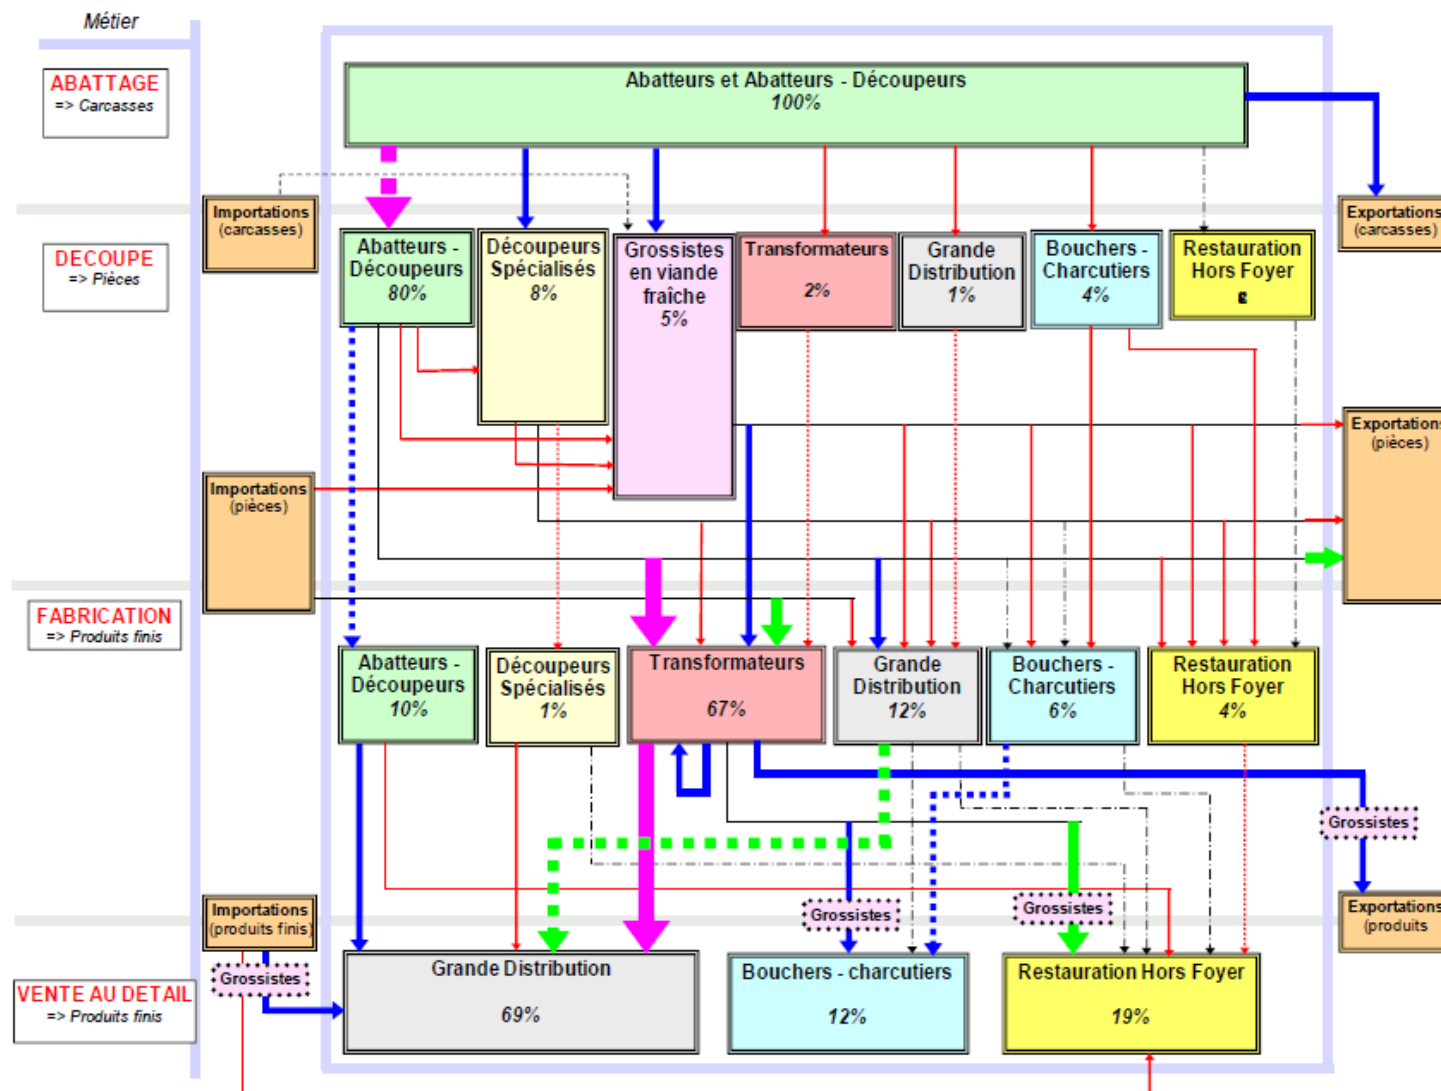 Métier
ABATTAGE
=> Carcasses
Abatteurs et Abatteurs - Découpeurs
100%
Importations
(carcasses)
Exportations
(carcasses)
DECOUPE
=> Pièces
Abatteurs -
Découpeurs
80%
Découpeurs
Spécialisés
8%
Grossistes
en viande
fraîche
5%
Transformateurs
2%
Grande
Distribution
1%
Bouchers -
Charcutiers
4%
Restauration
Hors Foyer
Exportations
(pièces)
Importations
(pièces)
FABRICATION
=> Produits finis
Abatteurs -
Découpeurs
10%
Découpeurs
Spécialisés
1%
Transformateurs
67%
Grande
Distribution
12%
Bouchers -
Charcutiers
6%
Restauration
Hors Foyer
4%
Grossistes
Importations
(produits finis)
Grossistes
Grossistes
Grossistes
Exportations
(produits
VENTE AU DETAIL
=> Produits finis
Grande Distribution
69%
Bouchers - charcutiers
12%
Restauration Hors Foyer
19%